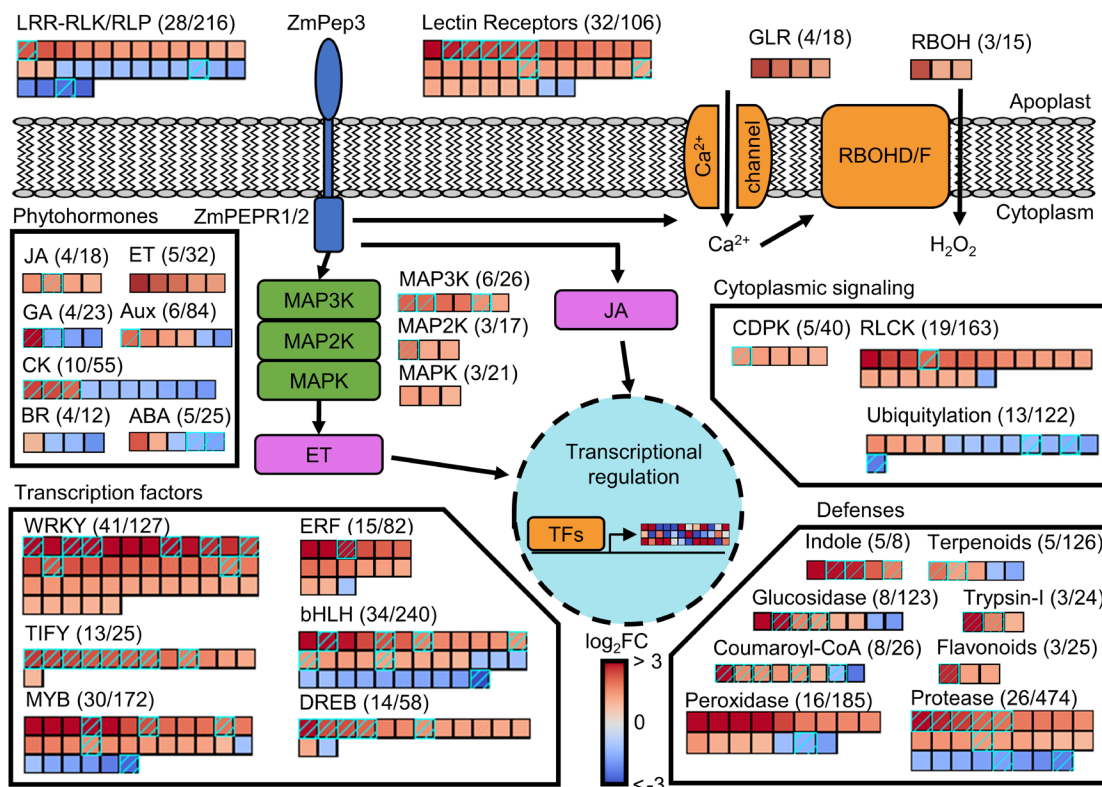 LRR-RLK/RLP (28/216)
ZmPep3
Lectin Receptors (32/106)
GLR (4/18)
RBOH (3/15)
Apoplast
Ca²⁺
channel
RBOHD/F
Cytoplasm
Phytohormones
ZmPEPR1/2
Ca²⁺
H₂O₂
JA (4/18)
ET (5/32)
GA (4/23)
Aux (6/84)
CK (10/55)
BR (4/12)
ABA (5/25)
MAP3K
MAP2K
MAPK
ET
MAP3K (6/26)
MAP2K (3/17)
MAPK (3/21)
JA
Cytoplasmic signaling
CDPK (5/40)
RLCK (19/163)
Ubiquitylation (13/122)
Transcriptional
regulation
TFs
Transcription factors
WRKY (41/127)
ERF (15/82)
TIFY (13/25)
bHLH (34/240)
MYB (30/172)
DREB (14/58)
log₂FC
> 3
0
<-3
Defenses
Indole (5/8)
Terpenoids (5/126)
Glucosidase (8/123)
Trypsin-I (3/24)
Coumaroyl-CoA (8/26)
Flavonoids (3/25)
Peroxidase (16/185)
Protease (26/474)